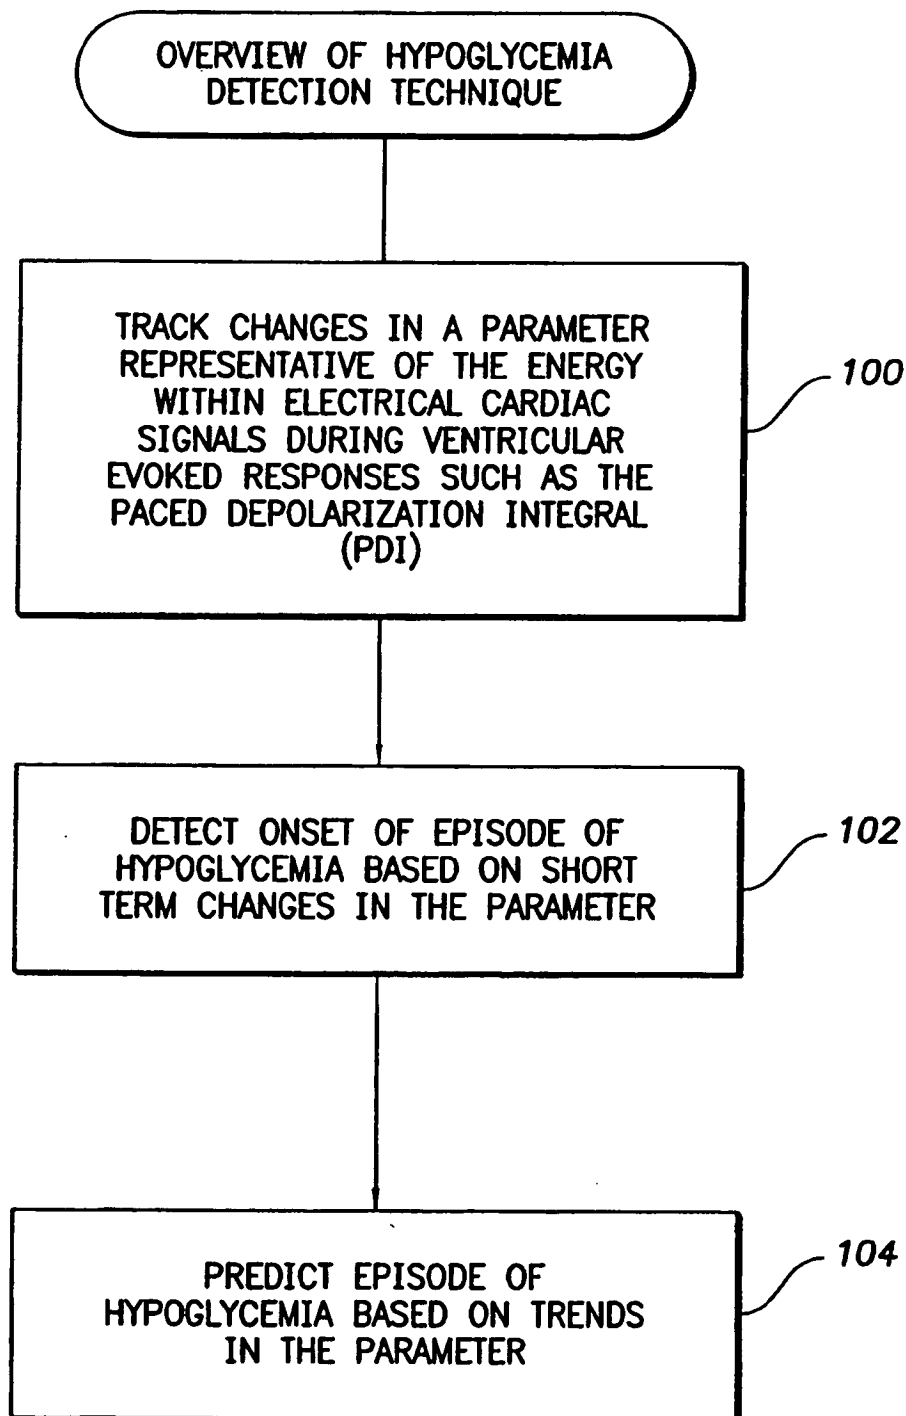 OVERVIEW OF HYPOGLYCEMIA
DETECTION TECHNIQUE
TRACK CHANGES IN A PARAMETER
REPRESENTATIVE OF THE ENERGY
WITHIN ELECTRICAL CARDIAC
SIGNALS DURING VENTRICULAR
EVOKED RESPONSES SUCH AS THE
PACED DEPOLARIZATION INTEGRAL
(PDI)
100
DETECT ONSET OF EPISODE OF
HYPOGLYCEMIA BASED ON SHORT
TERM CHANGES IN THE PARAMETER
102
PREDICT EPISODE OF
HYPOGLYCEMIA BASED ON TRENDS
IN THE PARAMETER
104